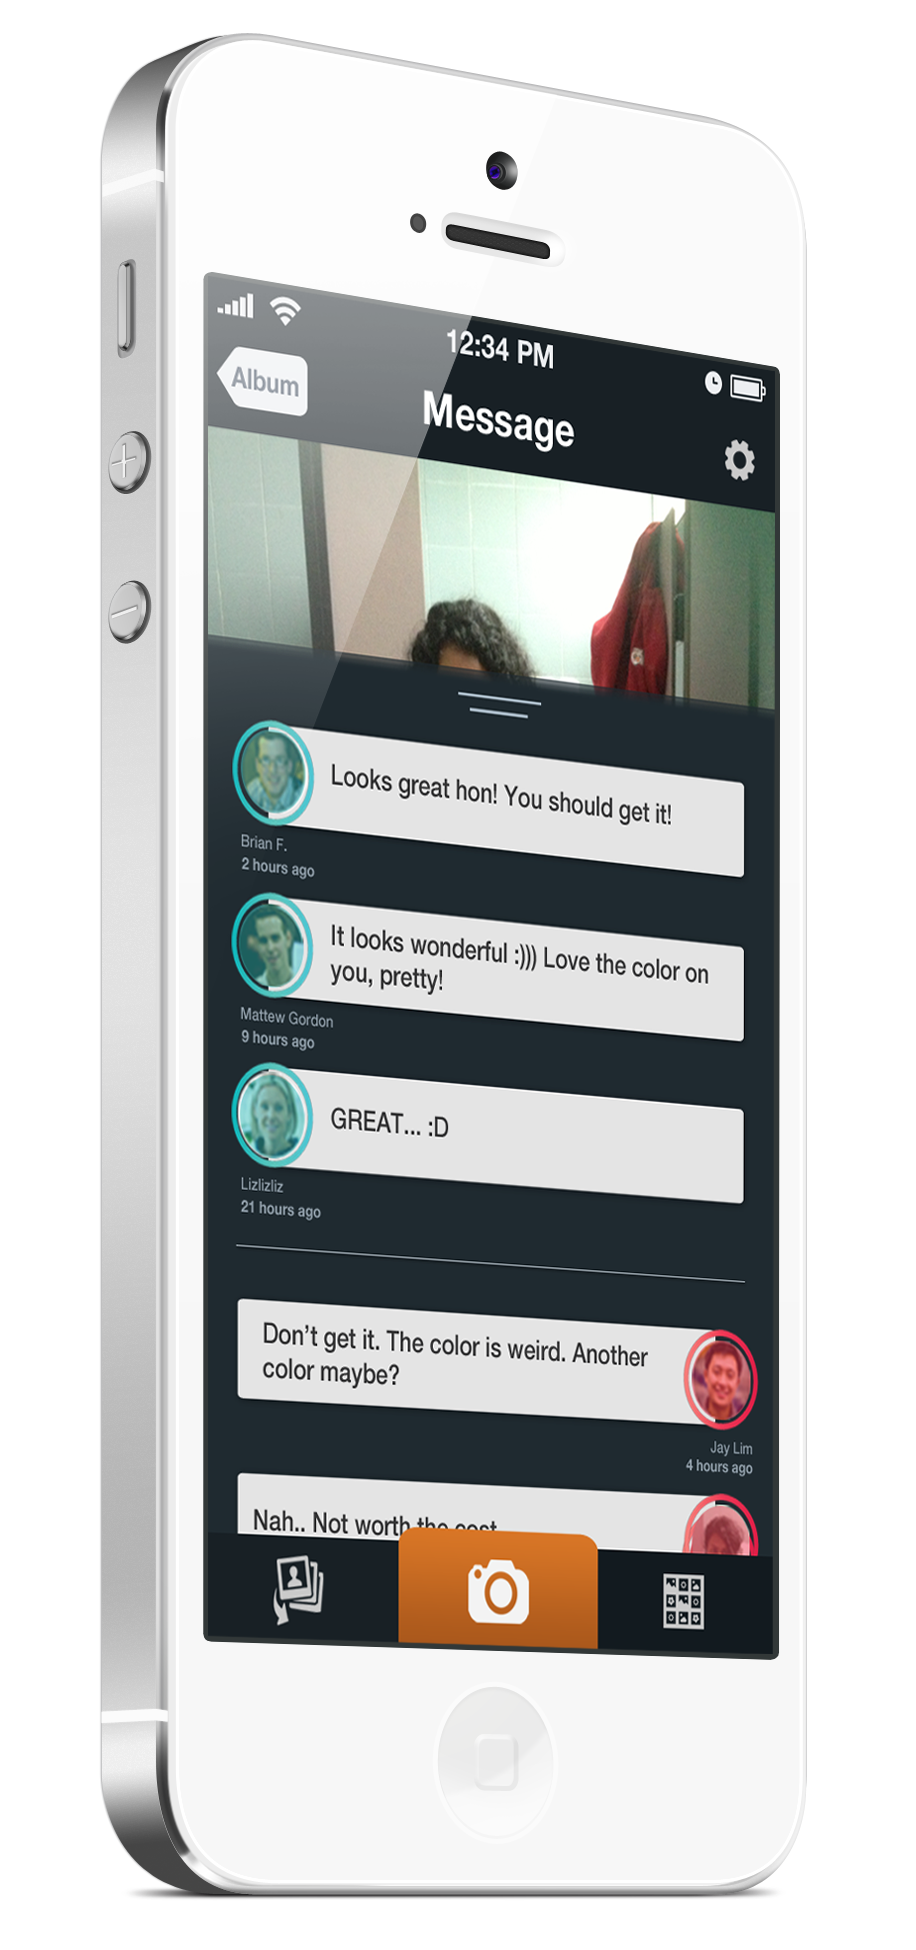 12:34 PM
Album
Message
Looks great hon! You should get it!
Brian F.
2 hours ago
It looks wonderful :))) Love the color on
you, pretty!
Mattew Gordon
9 hours ago
GREAT... :D
Lizlizliz
21 hours ago
Don't get it. The color is weird. Another
color maybe?
Jay Lim
4 hours ago
Nah.. Not worth the cost